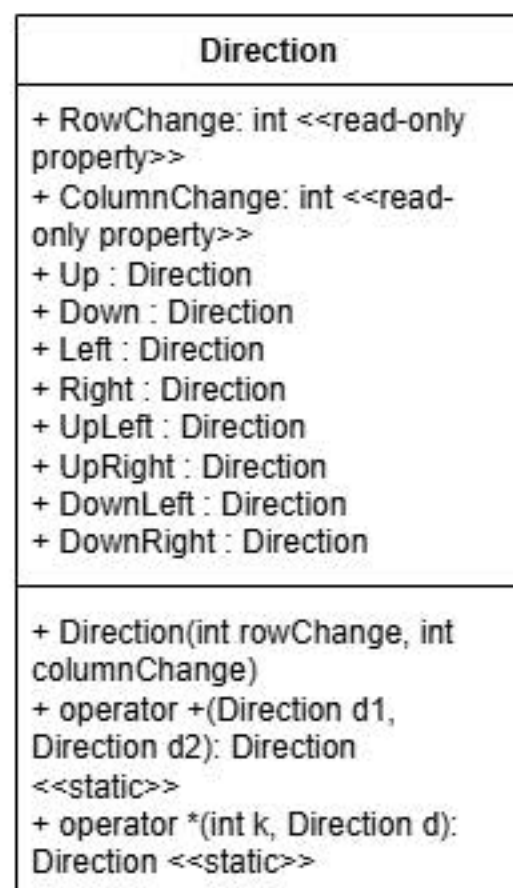 Direction
+ RowChange: int <<read-only
property>>
+ ColumnChange: int <<read-
only property>>
+ Up : Direction
+ Down : Direction
+ Left : Direction
+ Right : Direction
+ UpLeft : Direction
+ UpRight : Direction
+ DownLeft : Direction
+ DownRight : Direction
+ Direction(int rowChange, int
columnChange)
+ operator +(Direction d1,
Direction d2): Direction
<<static>>
+ operator *(int k, Direction d):
Direction <<static>>